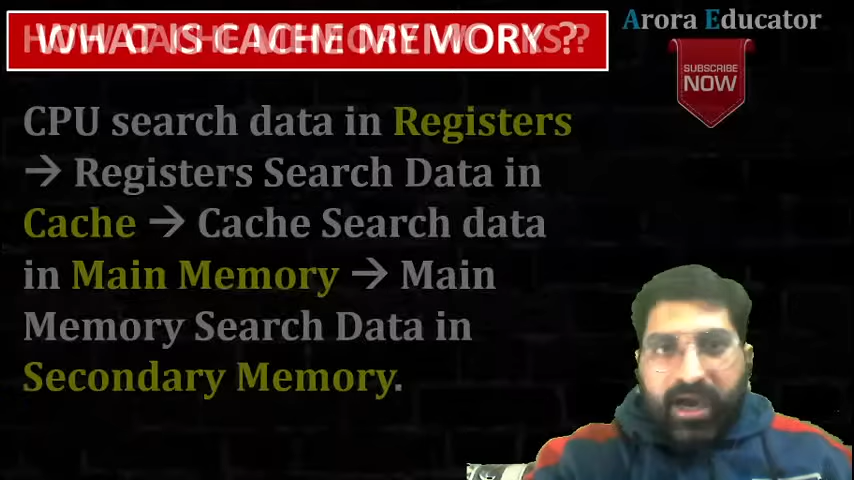 WHAT IS CACHE MEMORY ?
Arora Educator
SUBSCRIBE
NOW
CPU search data in Registers
→ Registers Search Data in
Cache → Cache Search data
in Main Memory → Main
Memory Search Data in
Secondary Memory.